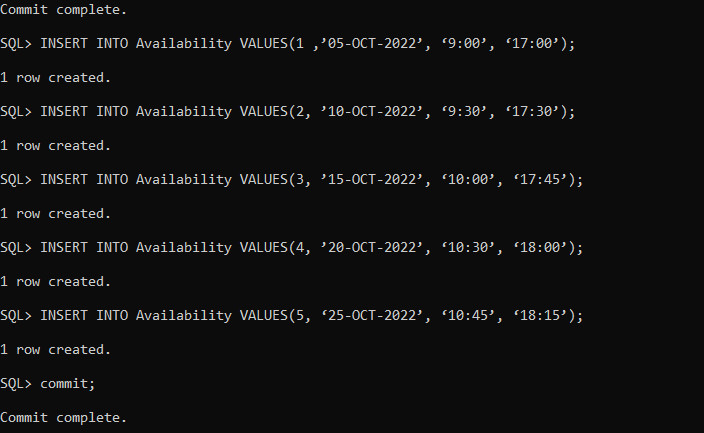 Commit complete.
SQL> INSERT INTO Availability VALUES(1 ,’05-OCT-2022’, ‘9:00’, ‘17:00’);
1 row created.
SQL> INSERT INTO Availability VALUES(2, ’10-OCT-2022’, ‘9:30’, ‘17:30’);
1 row created.
SQL> INSERT INTO Availability VALUES(3, ’15-OCT-2022’, ‘10:00’, ‘17:45’);
1 row created.
SQL> INSERT INTO Availability VALUES(4, ’20-OCT-2022’, ‘10:30’, ‘18:00’);
1 row created.
SQL> INSERT INTO Availability VALUES(5, ‘25-OCT-2022’, ‘10:45’, ‘18:15’);
1 row created.
SQL> commit;
Commit complete.